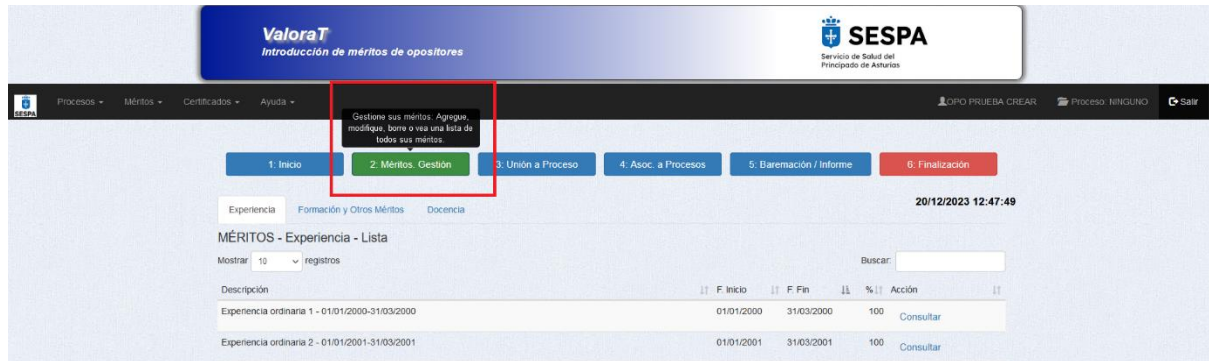 ValoraT
Introducción de méritos de opositores
SESPA
Servicio de Salud del
Principado de Asturias
SESPA
Procesos Méritos Certificados Ayuda OPO PRUEBA CREAR Proceso: NINGUNO Salir
Gestione sus méritos. Agregue,
modifique, borre o vea una lista de
todos sus méritos.
1: Inicio 2: Méritos. Gestión 3: Unión a Proceso 4: Asoc. a Procesos 5: Baremación / Informe 6: Finalización
20/12/2023 12:47:49
Experiencia Formación y Otros Méritos Docencia
MÉRITOS - Experiencia - Lista
Mostrar 10 registros Buscar:
Descripción F. Inicio F. Fin % Acción
Experiencia ordinaria 1 - 01/01/2000-31/03/2000 01/01/2000 31/03/2000 100 Consultar
Experiencia ordinaria 2 - 01/01/2001-31/03/2001 01/01/2001 31/03/2001 100 Consultar